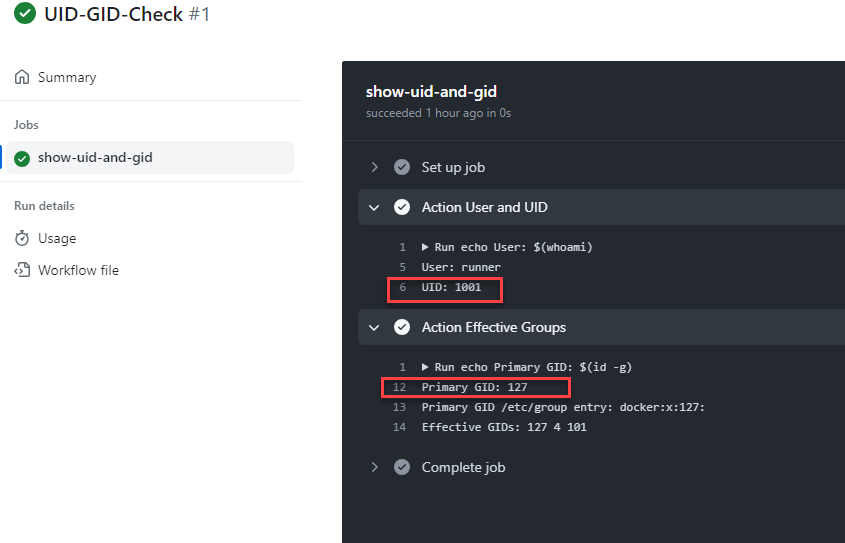 UID-GID-Check #1
Summary
Jobs
show-uid-and-gid
Run details
Usage
Workflow file
show-uid-and-gid
succeeded 1 hour ago in 0s
Set up job
Action User and UID
1 Run echo User: $(whoami)
5 User: runner
6 UID: 1001
Action Effective Groups
1 Run echo Primary GID: $(id -g)
12 Primary GID: 127
13 Primary GID /etc/group entry: docker:x:127:
14 Effective GIDs: 127 4 101
Complete job